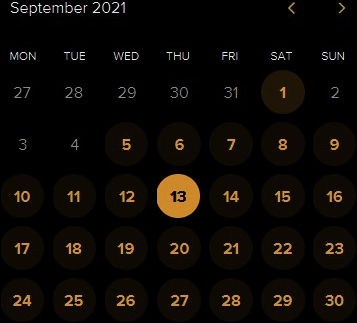 September 2021
MON TUE WED THU FRI SAT SUN
27 28 29 30 31 1 2
3 4 5 6 7 8 9
10 11 12 13 14 15 16
17 18 19 20 21 22 23
24 25 26 27 28 29 30